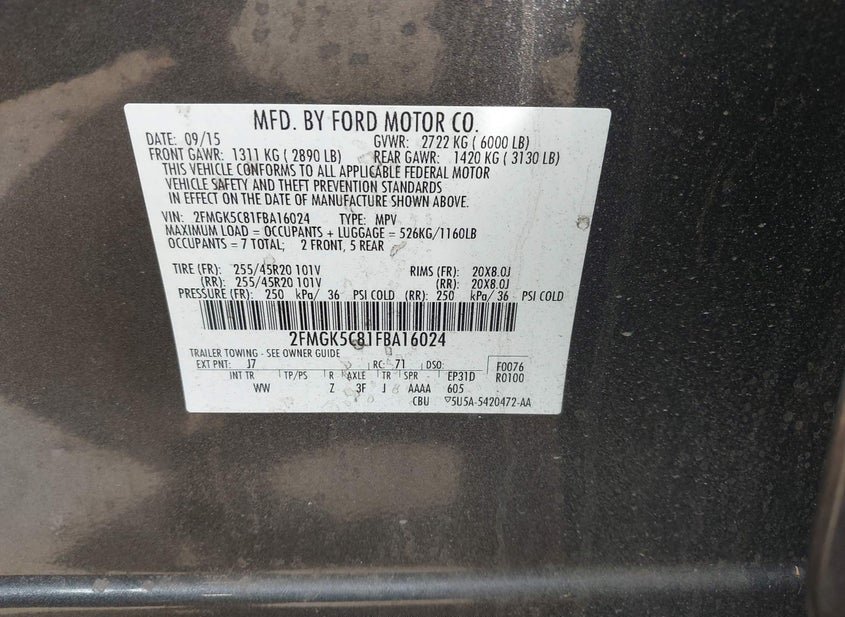 MFD. BY FORD MOTOR CO.
DATE: 09/15 GVWR: 2722 KG ( 6000 LB)
FRONT GAWR: 1311 KG ( 2890 LB) REAR GAWR: 1420 KG ( 3130 LB)
THIS VEHICLE CONFORMS TO ALL APPLICABLE FEDERAL MOTOR
VEHICLE SAFETY AND THEFT PREVENTION STANDARDS
IN EFFECT ON THE DATE OF MANUFACTURE SHOWN ABOVE.
VIN: 2FMGK5C81FBA16024 TYPE: MPV
MAXIMUM LOAD = OCCUPANTS + LUGGAGE = 526KG/1160LB
OCCUPANTS = 7 TOTAL; 2 FRONT, 5 REAR
TIRE (FR): 255/45R20 101V RIMS (FR): 20X8.0J
(RR): 255/45R20 101V (RR): 20X8.0J
PRESSURE (FR): 250 kPa/ 36 PSI COLD (RR): 250 kPa/ 36 PSI COLD
2FMGK5C81FBA16024
TRAILER TOWING - SEE OWNER GUIDE
EXT PNT: J7 RC: 71 DSO: F0076
INT TR TP/PS R AXLE TR SPR EP31D R0100
WW Z 3F J AAAA 605
CBU ▽5U5A-5420472-AA